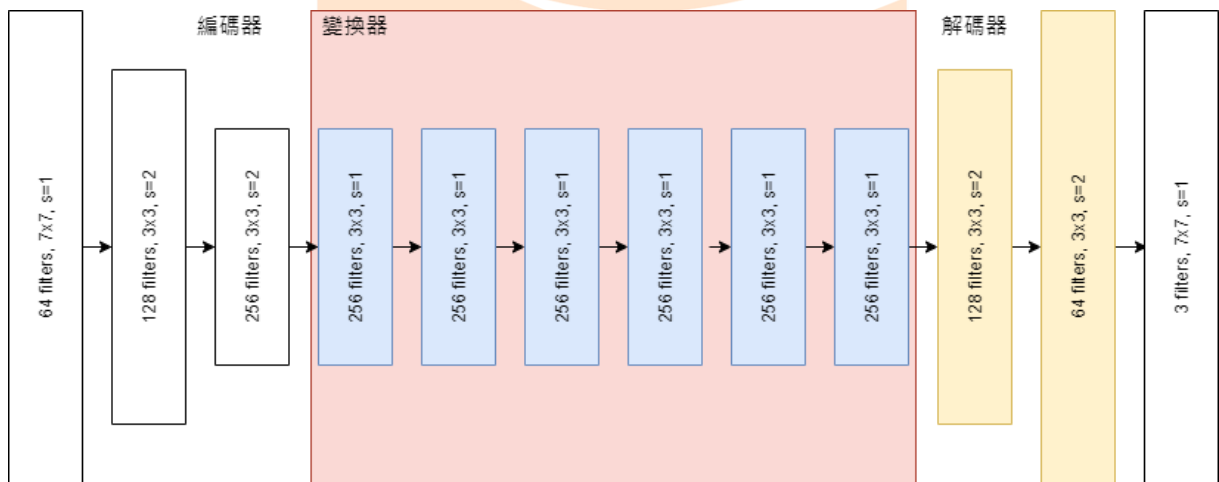 編碼器
變換器
解碼器
64 filters, 7x7, s=1
128 filters, 3x3, s=2
256 filters, 3x3, s=2
256 filters, 3x3, s=1
256 filters, 3x3, s=1
256 filters, 3x3, s=1
256 filters, 3x3, s=1
256 filters, 3x3, s=1
256 filters, 3x3, s=1
128 filters, 3x3, s=2
64 filters, 3x3, s=2
3 filters, 7x7, s=1